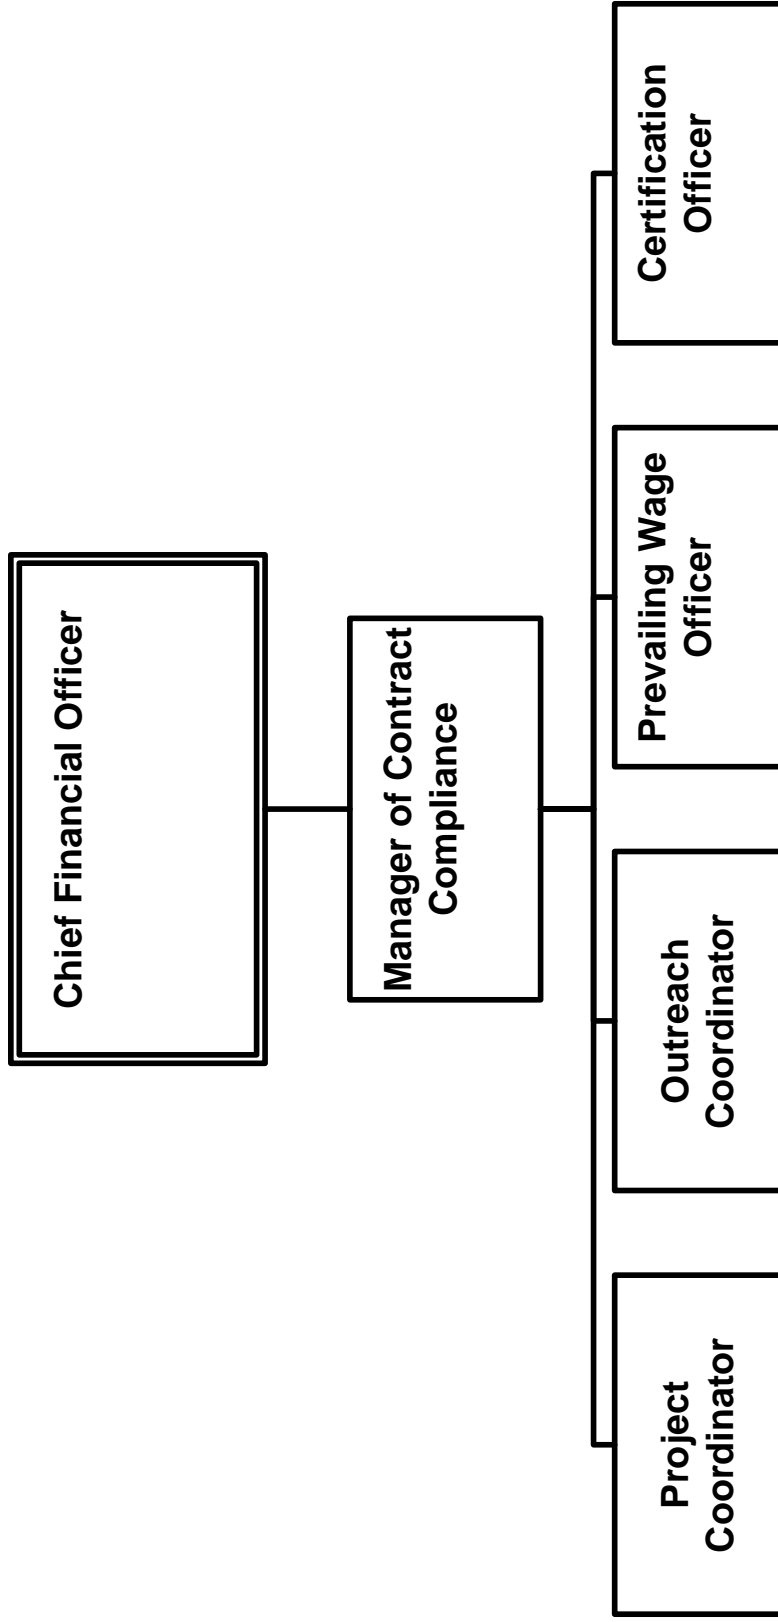 Chief Financial Officer
Manager of Contract
Compliance
Project
Coordinator
Outreach
Coordinator
Prevailing Wage
Officer
Certification
Officer